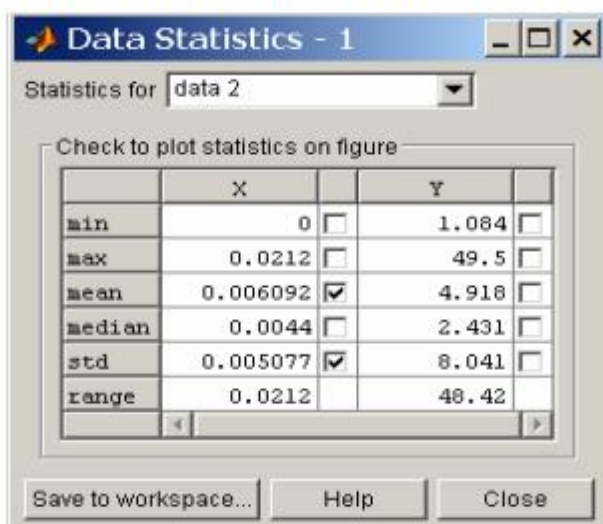 Data Statistics - 1
Statistics for data 2
Check to plot statistics on figure
X Y
min 0 1.084
max 0.0212 49.5
mean 0.006092 4.918
median 0.0044 2.431
std 0.005077 8.041
range 0.0212 48.42
Save to workspace... Help Close